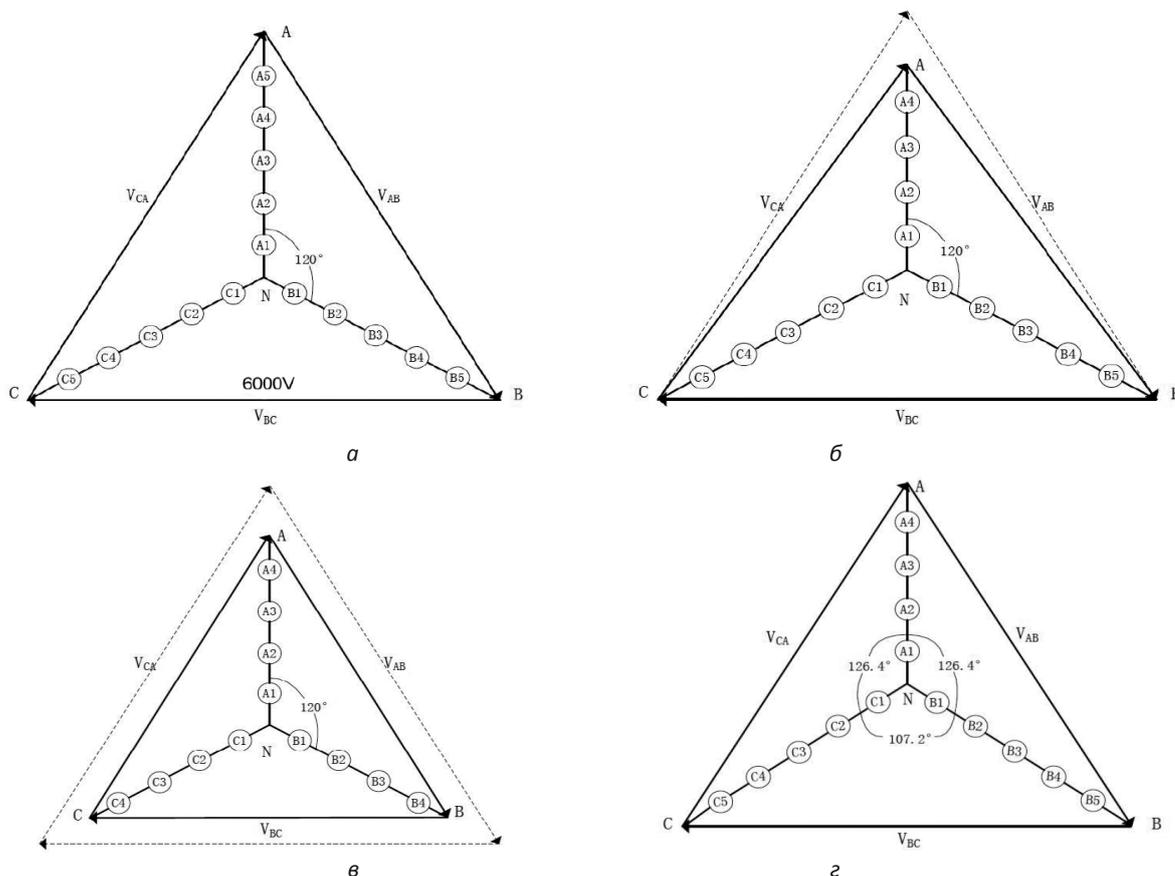 A
A5
A4
A3
A2
A1
V_CA
V_AB
120°
N
C1
C2
C3
C4
C5
B1
B2
B3
B4
B5
C
6000V
B
V_BC
а
A
A4
A3
A2
A1
V_CA
V_AB
120°
N
C1
C2
C3
C4
C5
B1
B2
B3
B4
B5
C
V_BC
б
A
A4
A3
A2
A1
V_CA
V_AB
120°
N
C1
C2
C3
C4
B1
B2
B3
B4
C
B
V_BC
в
A
A4
A3
A2
A1
V_CA
V_AB
126.4°
126.4°
N
107.2°
C1
C2
C3
C4
C5
B1
B2
B3
B4
B5
C
B
V_BC
г